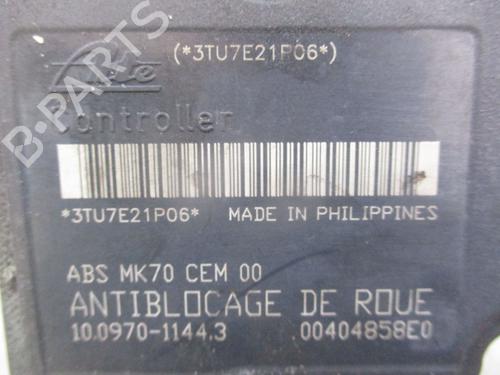 (*3TU7E21P06*)
Ate
Controller
*3TU7E21P06* MADE IN PHILIPPINES
ABS MK70 CEM 00
ANTIBLOCAGE DE ROUE
10.0970-1144.3 00404858E0
B-PARTS